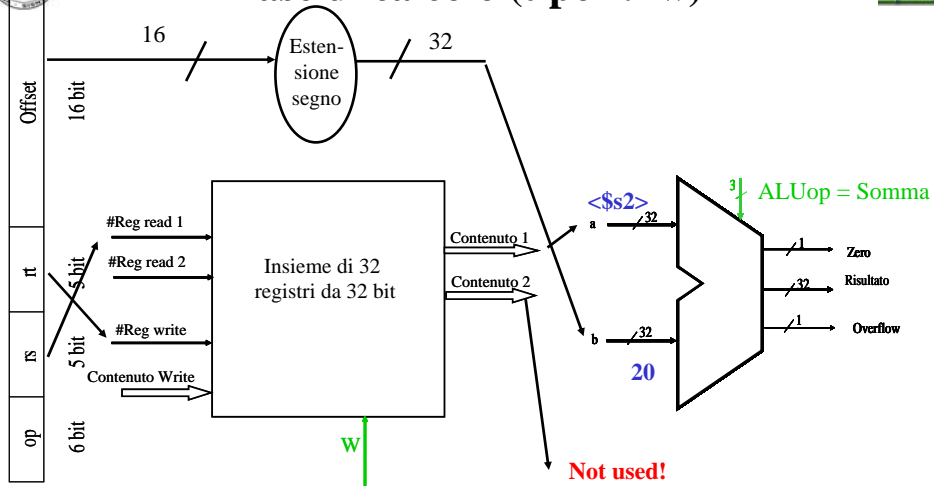 16
32
Esten-
sione
segno
Offset
16 bit
<$s2>
3
ALUop = Somma
#Reg read 1
#Reg read 2
#Reg write
Contenuto Write
Insieme di 32
registri da 32 bit
Contenuto 1
Contenuto 2
a
32
b
32
20
1
Zero
32
Risultato
1
Overflow
rt
5 bit
rs
5 bit
op
6 bit
W
Not used!